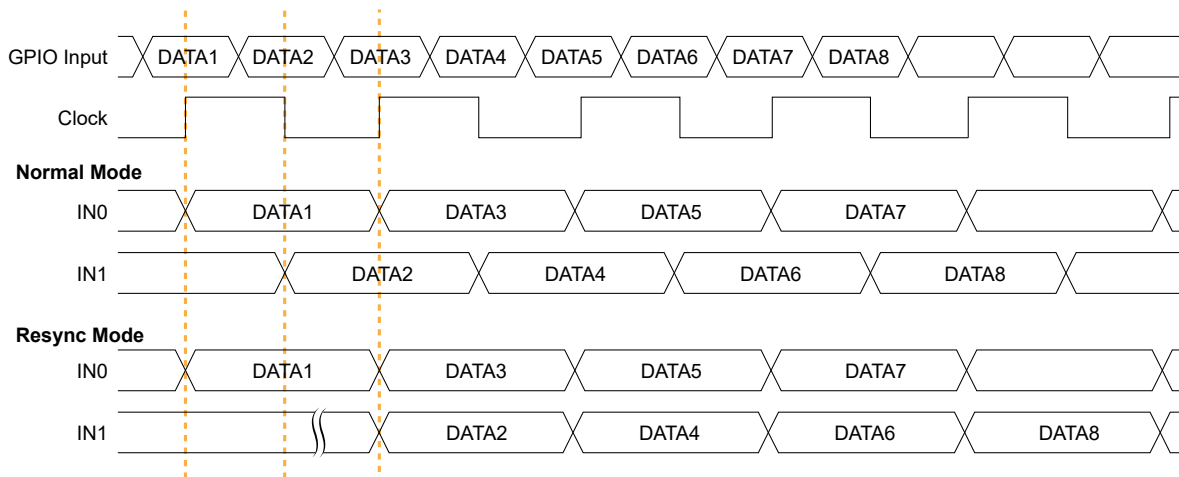 GPIO Input DATA1 DATA2 DATA3 DATA4 DATA5 DATA6 DATA7 DATA8
Clock
Normal Mode
IN0 DATA1 DATA3 DATA5 DATA7
IN1 DATA2 DATA4 DATA6 DATA8
Resync Mode
IN0 DATA1 DATA3 DATA5 DATA7
IN1 DATA2 DATA4 DATA6 DATA8